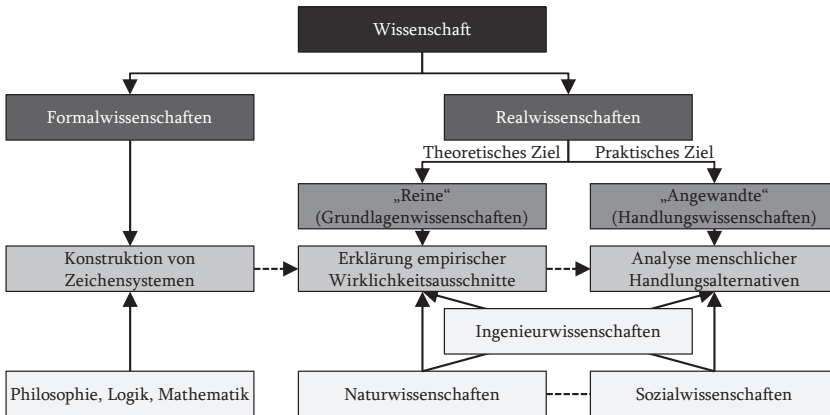 Wissenschaft
Formalwissenschaften
Realwissenschaften
Theoretisches Ziel
Praktisches Ziel
„Reine“
(Grundlagenwissenschaften)
„Angewandte“
(Handlungswissenschaften)
Konstruktion von
Zeichensystemen
Erklärung empirischer
Wirklichkeitsausschnitte
Analyse menschlicher
Handlungsalternativen
Ingenieurwissenschaften
Philosophie, Logik, Mathematik
Naturwissenschaften
Sozialwissenschaften